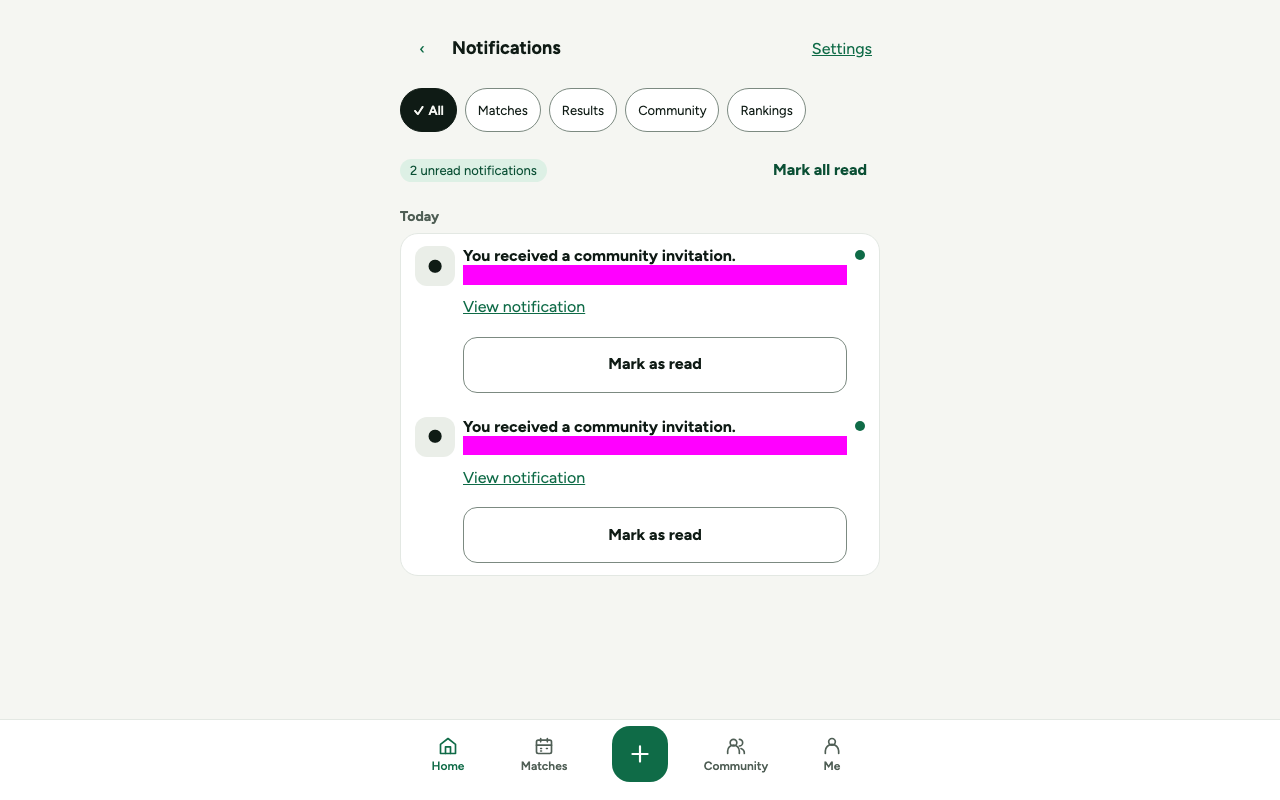 Notifications
Settings
All
Matches
Results
Community
Rankings
2 unread notifications
Mark all read
Today
You received a community invitation.
View notification
Mark as read
You received a community invitation.
View notification
Mark as read
Home
Matches
Community
Me